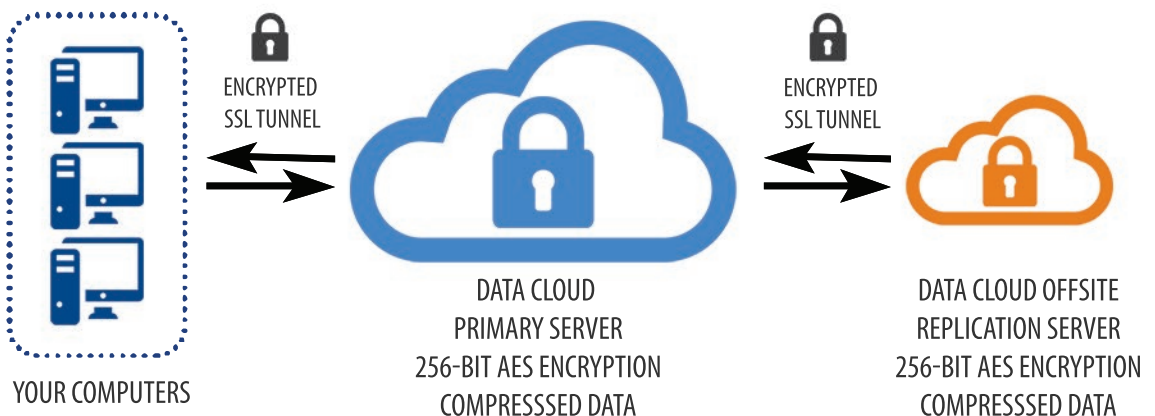 ENCRYPTED
SSL TUNNEL
ENCRYPTED
SSL TUNNEL
YOUR COMPUTERS
DATA CLOUD
PRIMARY SERVER
256-BIT AES ENCRYPTION
COMPRESSSED DATA
DATA CLOUD OFFSITE
REPLICATION SERVER
256-BIT AES ENCRYPTION
COMPRESSSED DATA